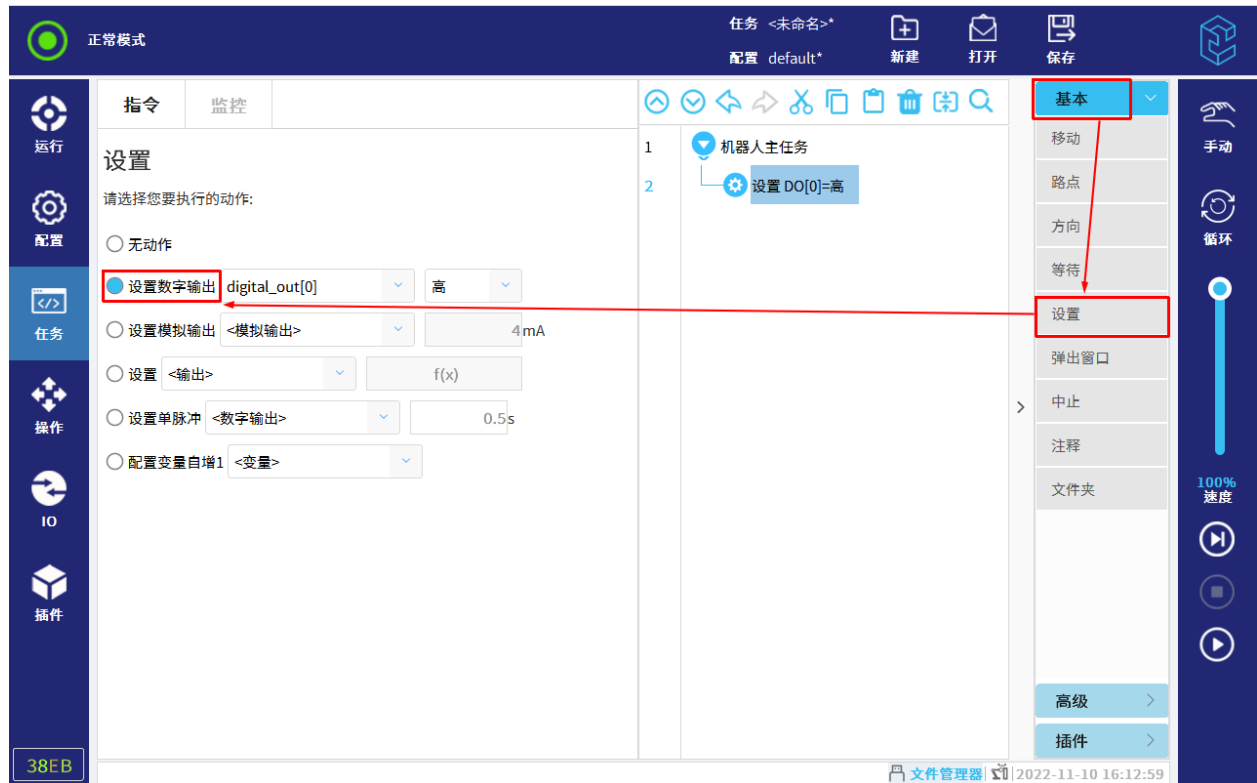 正常模式
任务 <未命名>*
配置 default*
新建
打开
保存
运行
配置
任务
操作
IO
插件
38EB
指令
监控
设置
请选择您要执行的动作:
无动作
设置数字输出 digital_out[0] 高
设置模拟输出 <模拟输出> 4mA
设置 <输出> f(x)
设置单脉冲 <数字输出> 0.5s
配置变量自增1 <变量>
1 机器人主任务
2 设置 DO[0]=高
基本
移动
路点
方向
等待
设置
弹出窗口
中止
注释
文件夹
高级
插件
手动
循环
100%
速度
文件管理器 2022-11-10 16:12:59